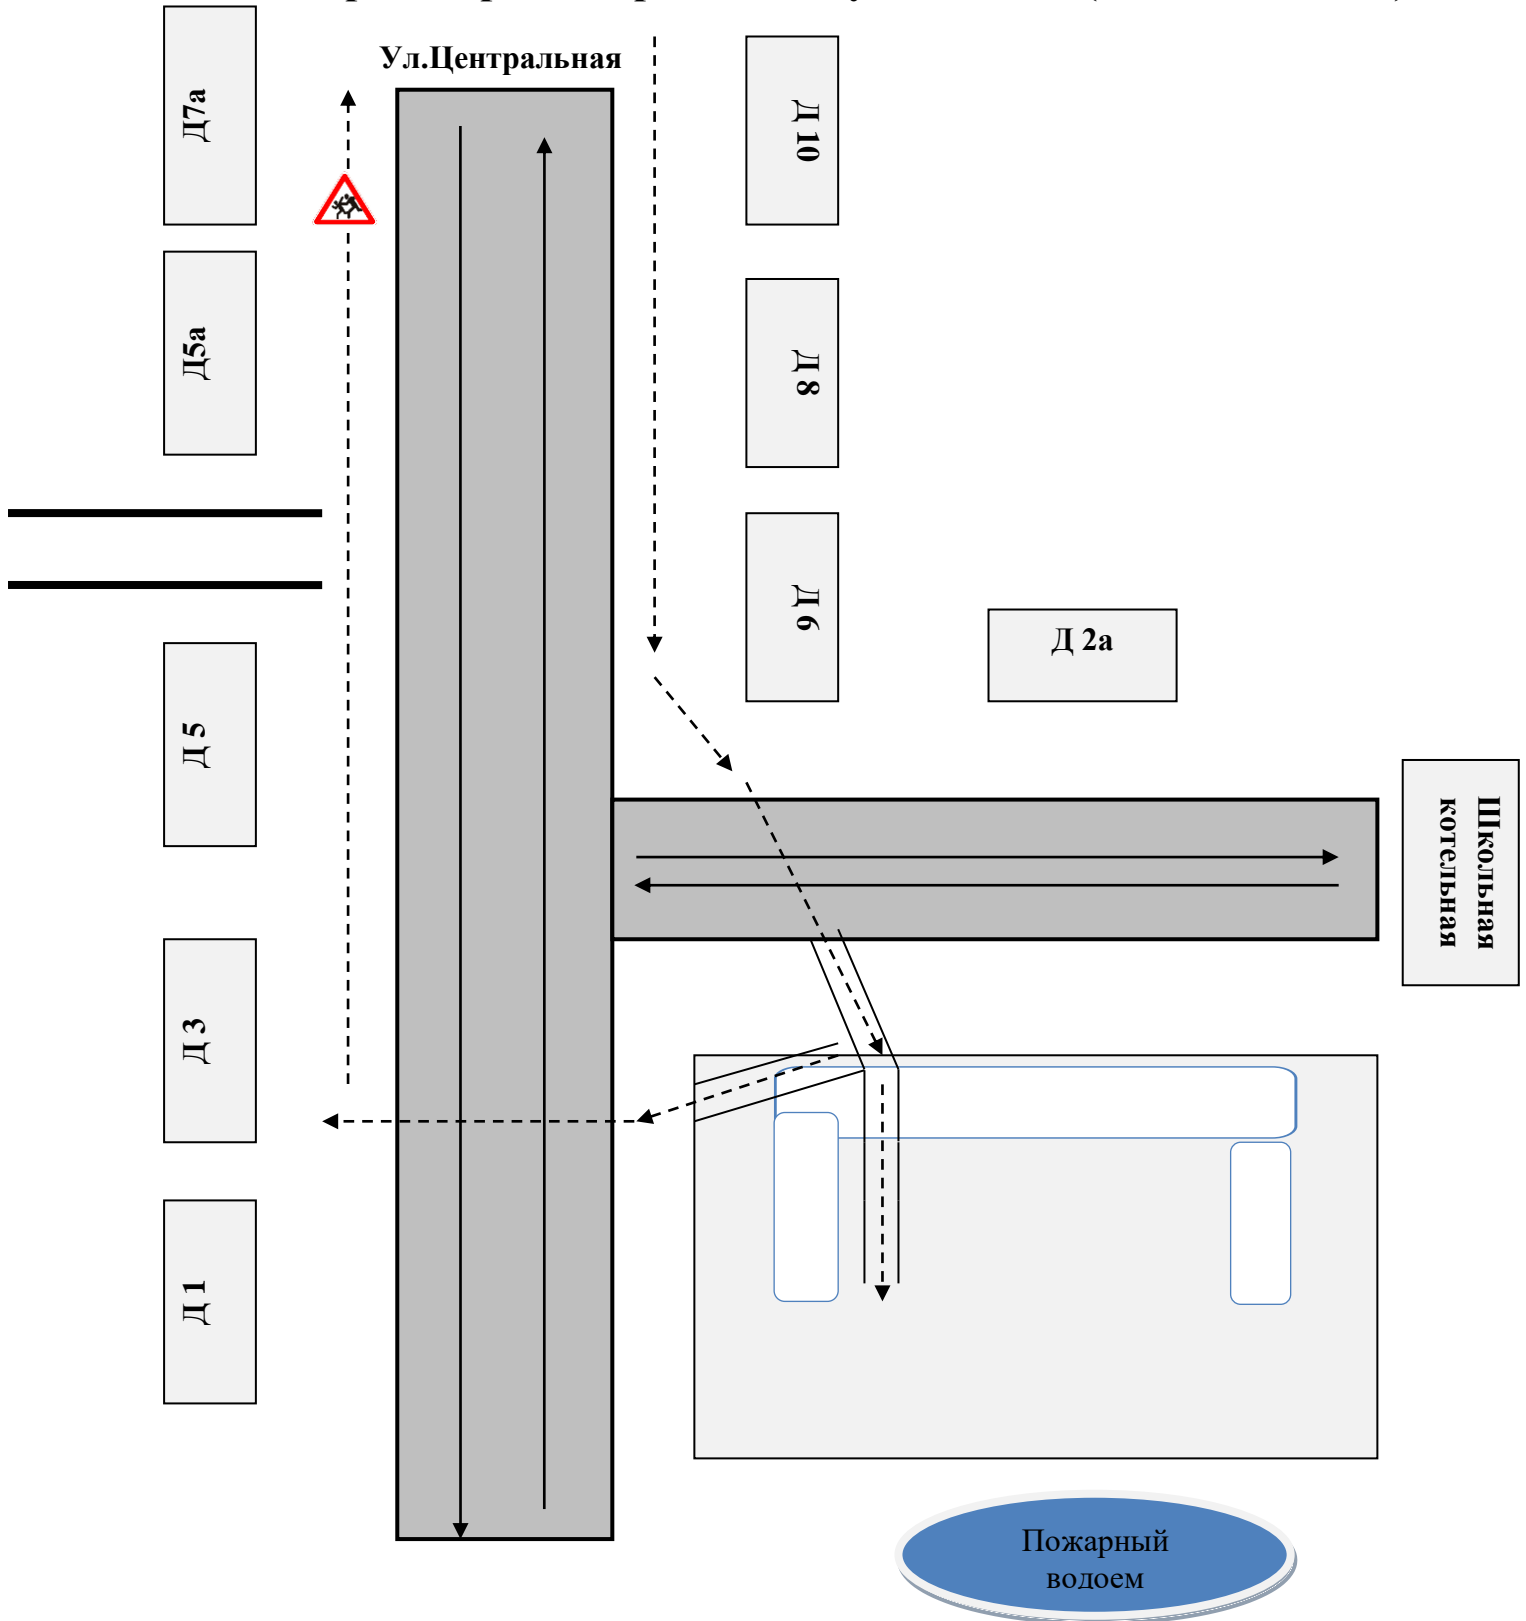 Ул.Центральная
Д7а
Д 10
Д5а
Д 8
Д 6
Д 2а
Д 5
Школьная
котельная
Д 3
Д 1
Пожарный
водоем